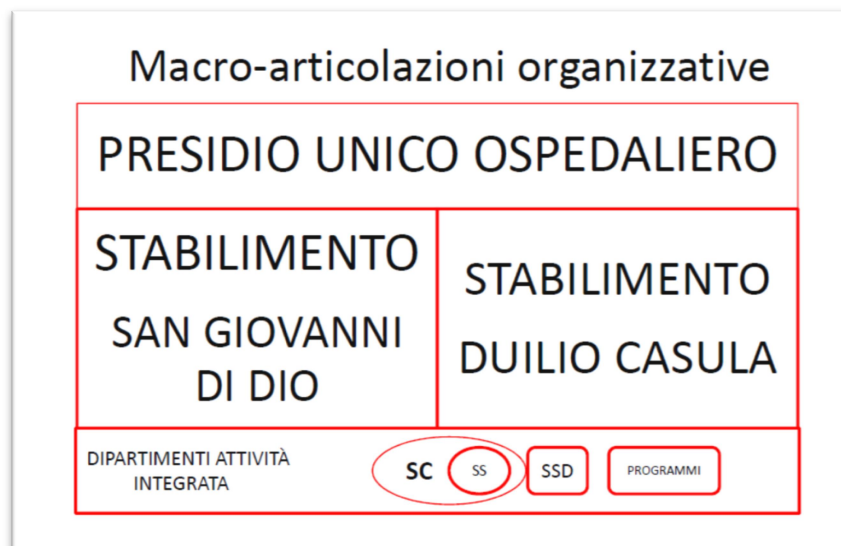 Macro-articolazioni organizzative
PRESIDIO UNICO OSPEDALIERO
STABILIMENTO
SAN GIOVANNI
DI DIO
STABILIMENTO
DUILIO CASULA
DIPARTIMENTI ATTIVITÀ
INTEGRATA
SC
SS
SSD
PROGRAMMI